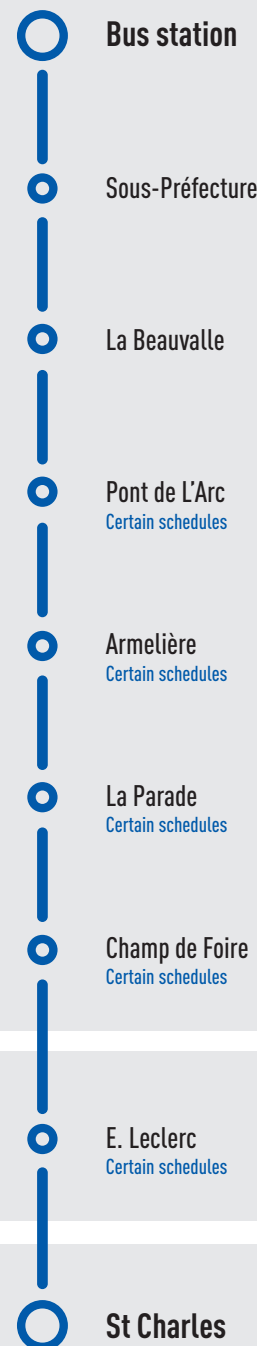 Bus station
Sous-Préfecture
La Beauvalle
Pont de L'Arc
Certain schedules
Armelière
Certain schedules
La Parade
Certain schedules
Champ de Foire
Certain schedules
E. Leclerc
Certain schedules
St Charles